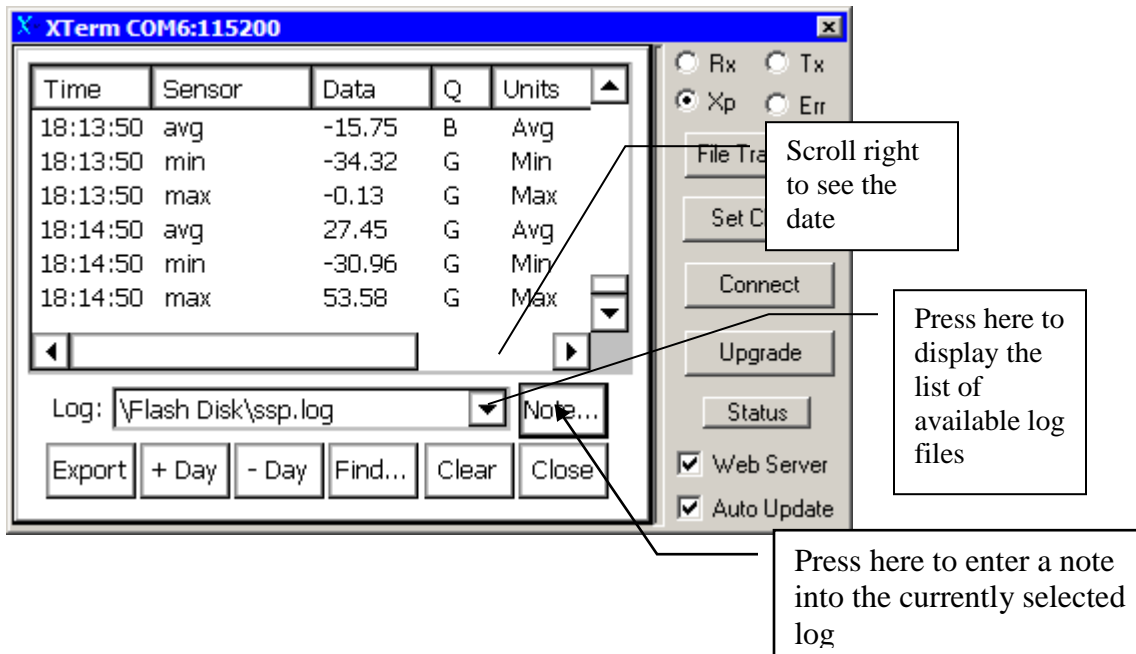 XTerm COM6:115200
Time Sensor Data Q Units
18:13:50 avg -15.75 B Avg
18:13:50 min -34.32 G Min
18:13:50 max -0.13 G Max
18:14:50 avg 27.45 G Avg
18:14:50 min -30.96 G Min
18:14:50 max 53.58 G Max
Log: \Flash Disk\ssp.log Note...
Export + Day - Day Find... Clear Close
Rx Tx
Xp Err
File Tra
Set C
Connect
Upgrade
Status
Web Server
Auto Update
Scroll right
to see the
date
Press here to
display the
list of
available log
files
Press here to enter a note
into the currently selected
log